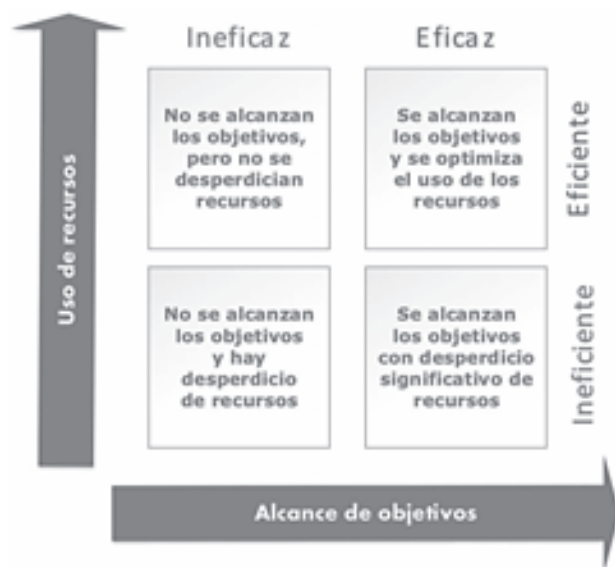 Ineficaz
Eficaz
No se alcanzan
los objetivos,
pero no se
desperdician
recursos
Se alcanzan
los objetivos
y se optimiza
el uso de los
recursos
Eficiente
Uso de recursos
No se alcanzan
los objetivos
y hay
desperdicio
de recursos
Se alcanzan
los objetivos
con desperdicio
significativo de
recursos
Ineficiente
Alcance de objetivos